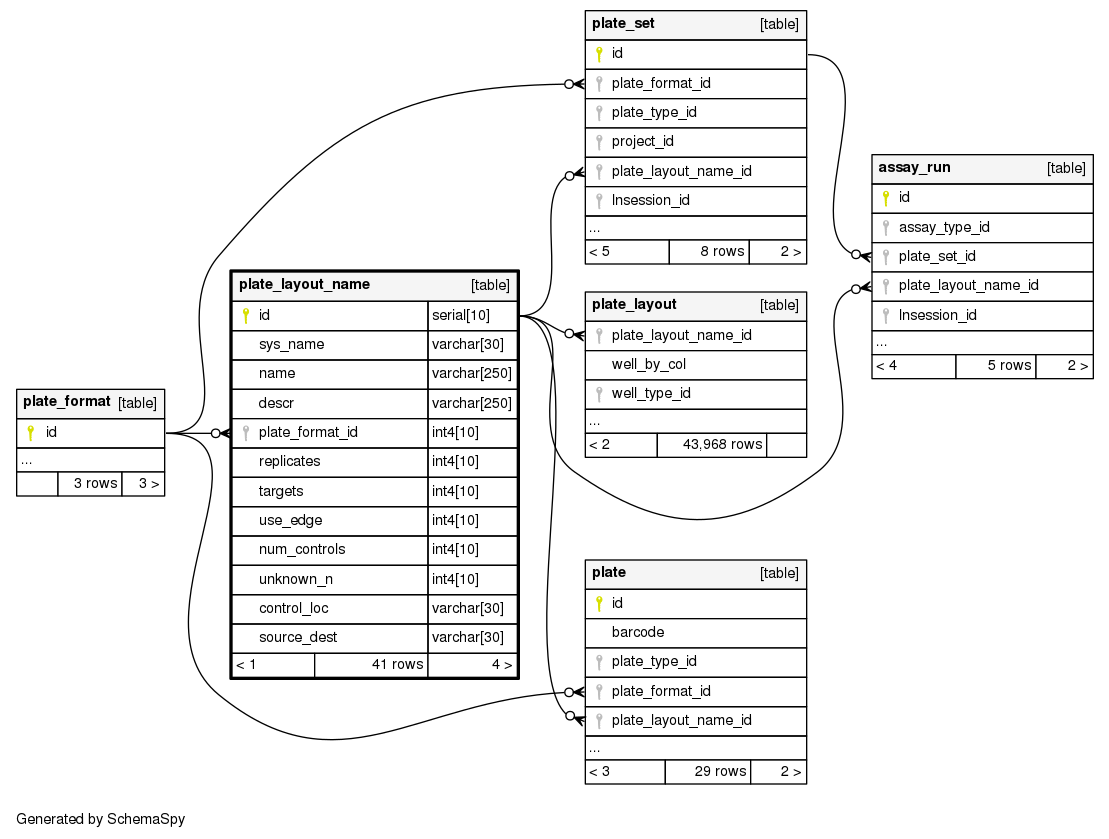 plate_set [table]
id
plate_format_id
plate_type_id
project_id
plate_layout_name_id
lnsession_id
...
< 5 8 rows 2 >
assay_run [table]
id
assay_type_id
plate_set_id
plate_layout_name_id
lnsession_id
...
< 4 5 rows 2 >
plate_layout_name [table]
id serial[10]
sys_name varchar[30]
name varchar[250]
descr varchar[250]
plate_format_id int4[10]
replicates int4[10]
targets int4[10]
use_edge int4[10]
num_controls int4[10]
unknown_n int4[10]
control_loc varchar[30]
source_dest varchar[30]
< 1 41 rows 4 >
plate_layout [table]
plate_layout_name_id
well_by_col
well_type_id
...
< 2 43,968 rows
plate_format [table]
id
...
3 rows 3 >
plate [table]
id
barcode
plate_type_id
plate_format_id
plate_layout_name_id
...
< 3 29 rows 2 >
Generated by SchemaSpy